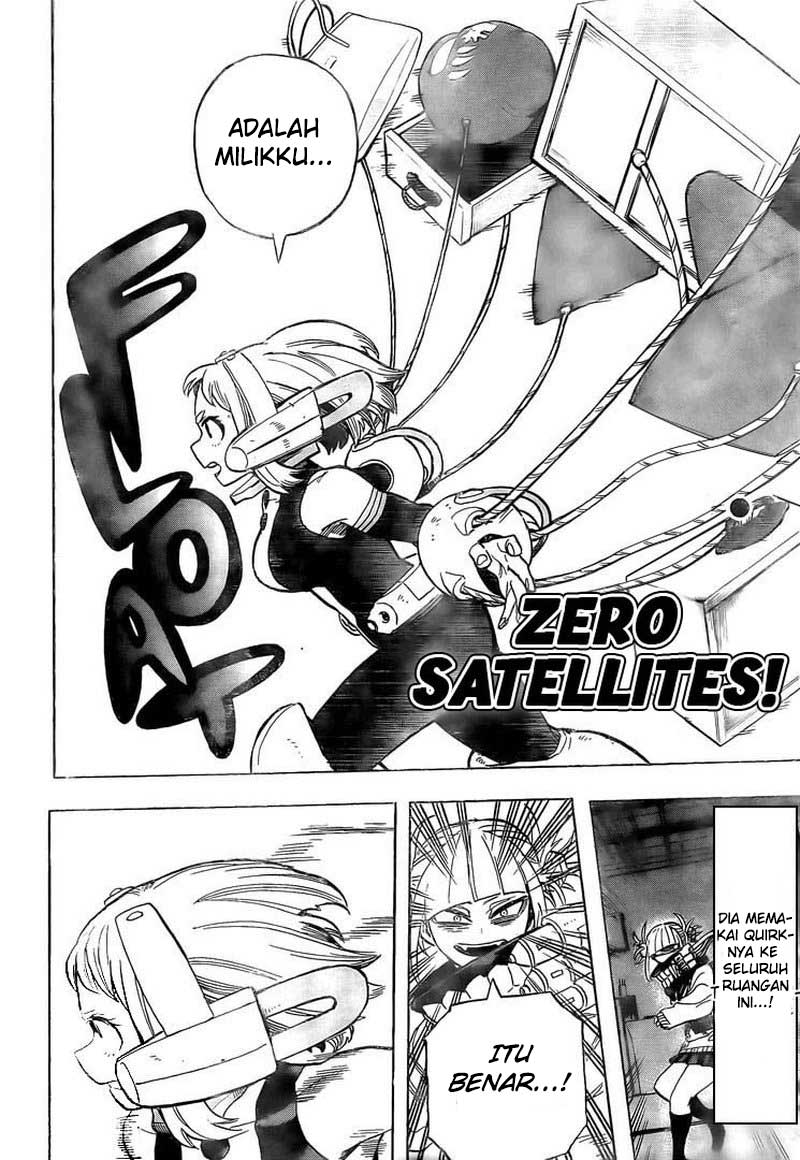 ADALAH
MILIKKU...
FLOAT
ZERO
SATELLITES!
DIA MEMA-
KAI QUIRK-
NYA KE
SELURUH
RUANGAN
INI...!
ITU
BENAR...!